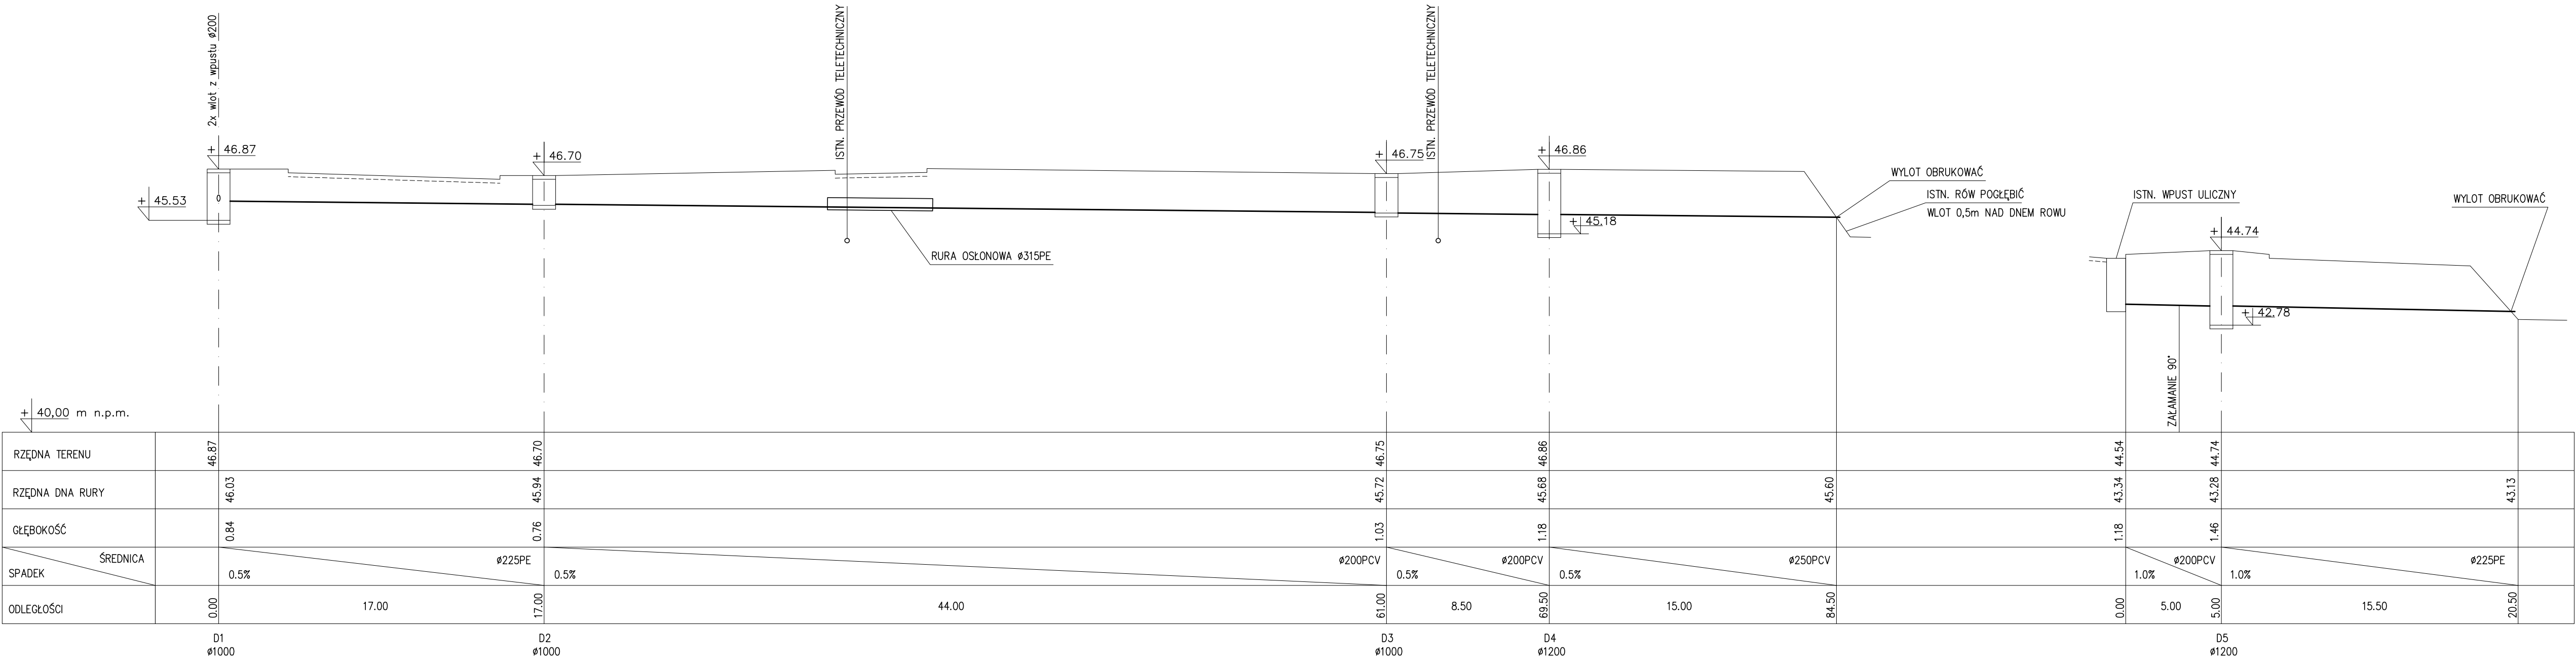 2x wlot z wpustu ø200
ISTN. PRZEWÓD TELETECHNICZNY
ISTN. PRZEWÓD TELETECHNICZNY
+ 46.87
+ 46.70
+ 46.75
+ 46.86
WYLOT OBRUKOWAĆ
ISTN. RÓW POGŁĘBIĆ
WLOT 0,5m NAD DNEM ROWU
ISTN. WPUST ULICZNY
WYLOT OBRUKOWAĆ
+ 45.53
+ 45.18
+ 44.74
RURA OSŁONOWA ø315PE
+ 42.78
ZAŁAMANIE 90°
+ 40,00 m n.p.m.
RZĘDNA TERENU 46.87 46.70 46.75 46.86 44.54 44.74
RZĘDNA DNA RURY 46.03 45.94 45.72 45.68 45.60 43.34 43.28 43.13
GŁĘBOKOŚĆ 0.84 0.76 1.03 1.18 1.18 1.46
ŚREDNICA ø225PE ø200PCV ø200PCV ø250PCV ø200PCV ø225PE
SPADEK 0.5% 0.5% 0.5% 0.5% 1.0% 1.0%
ODLEGŁOŚCI 0.00 17.00 17.00 44.00 61.00 8.50 69.50 15.00 84.50 0.00 5.00 5.00 15.50 20.50
D1 D2 D3 D4 D5
ø1000 ø1000 ø1000 ø1200 ø1200